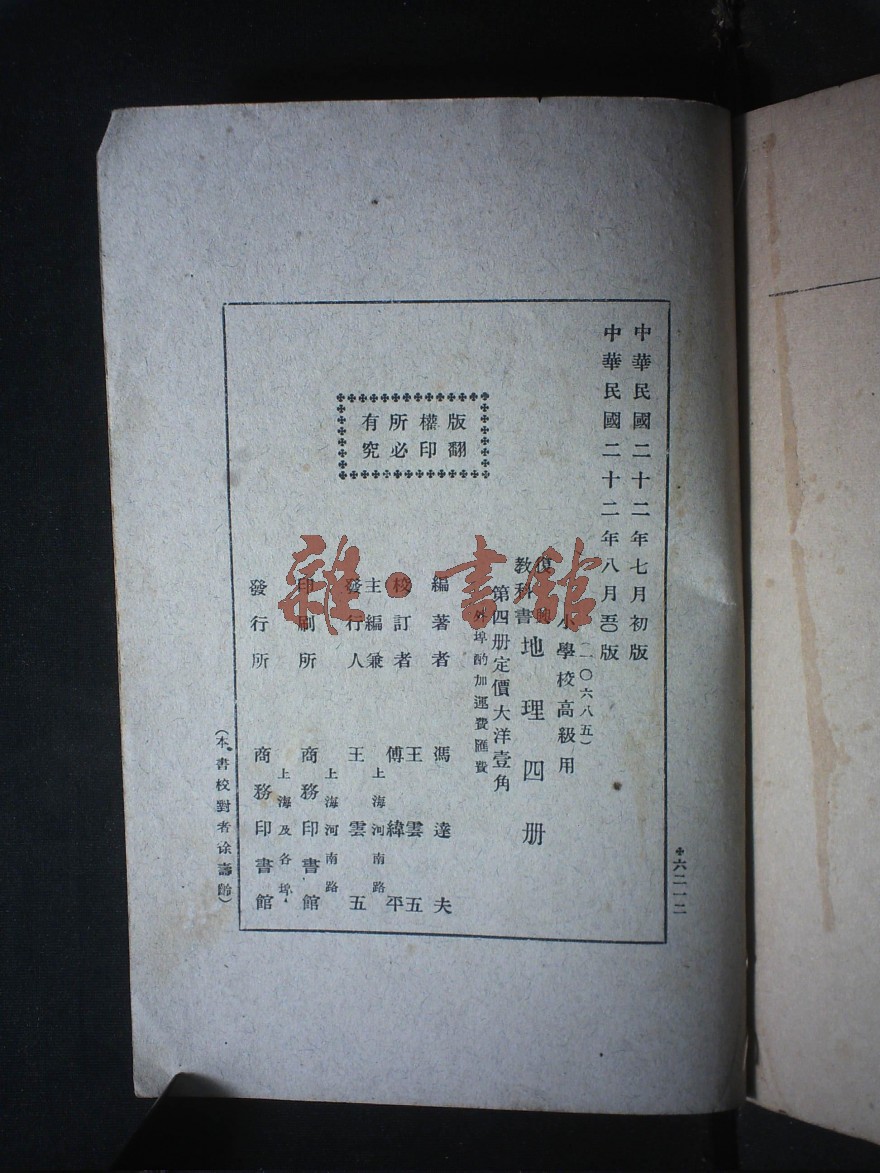 中華民國二十二年七月初版
中華民國二十二年八月五〇版
(一〇六八五)
小學校高級用
復興
教科書
地理四册
第四册定價大洋壹角
外埠酌加運費匯費
版權所有
翻印必究
編著者 馮達夫
校訂者 王雲五
傅緯平
主編兼
發行人 王雲五
上海河南路
印刷所 商務印書館
上海河南路
發行所 商務印書館
上海及各埠
(本書校對者徐壽齡)
六二一二
雜·書館